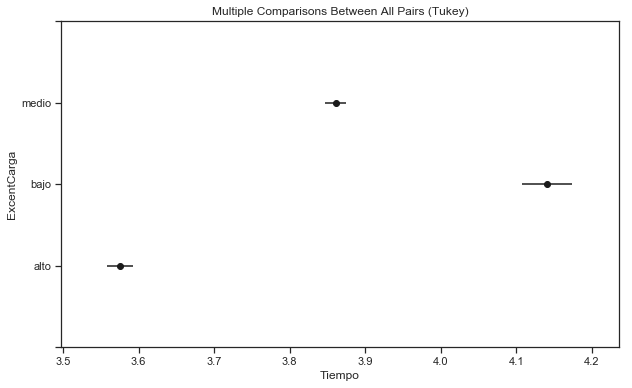 Multiple Comparisons Between All Pairs (Tukey)
medio
bajo
alto
ExcentCarga
3.5 3.6 3.7 3.8 3.9 4.0 4.1 4.2
Tiempo